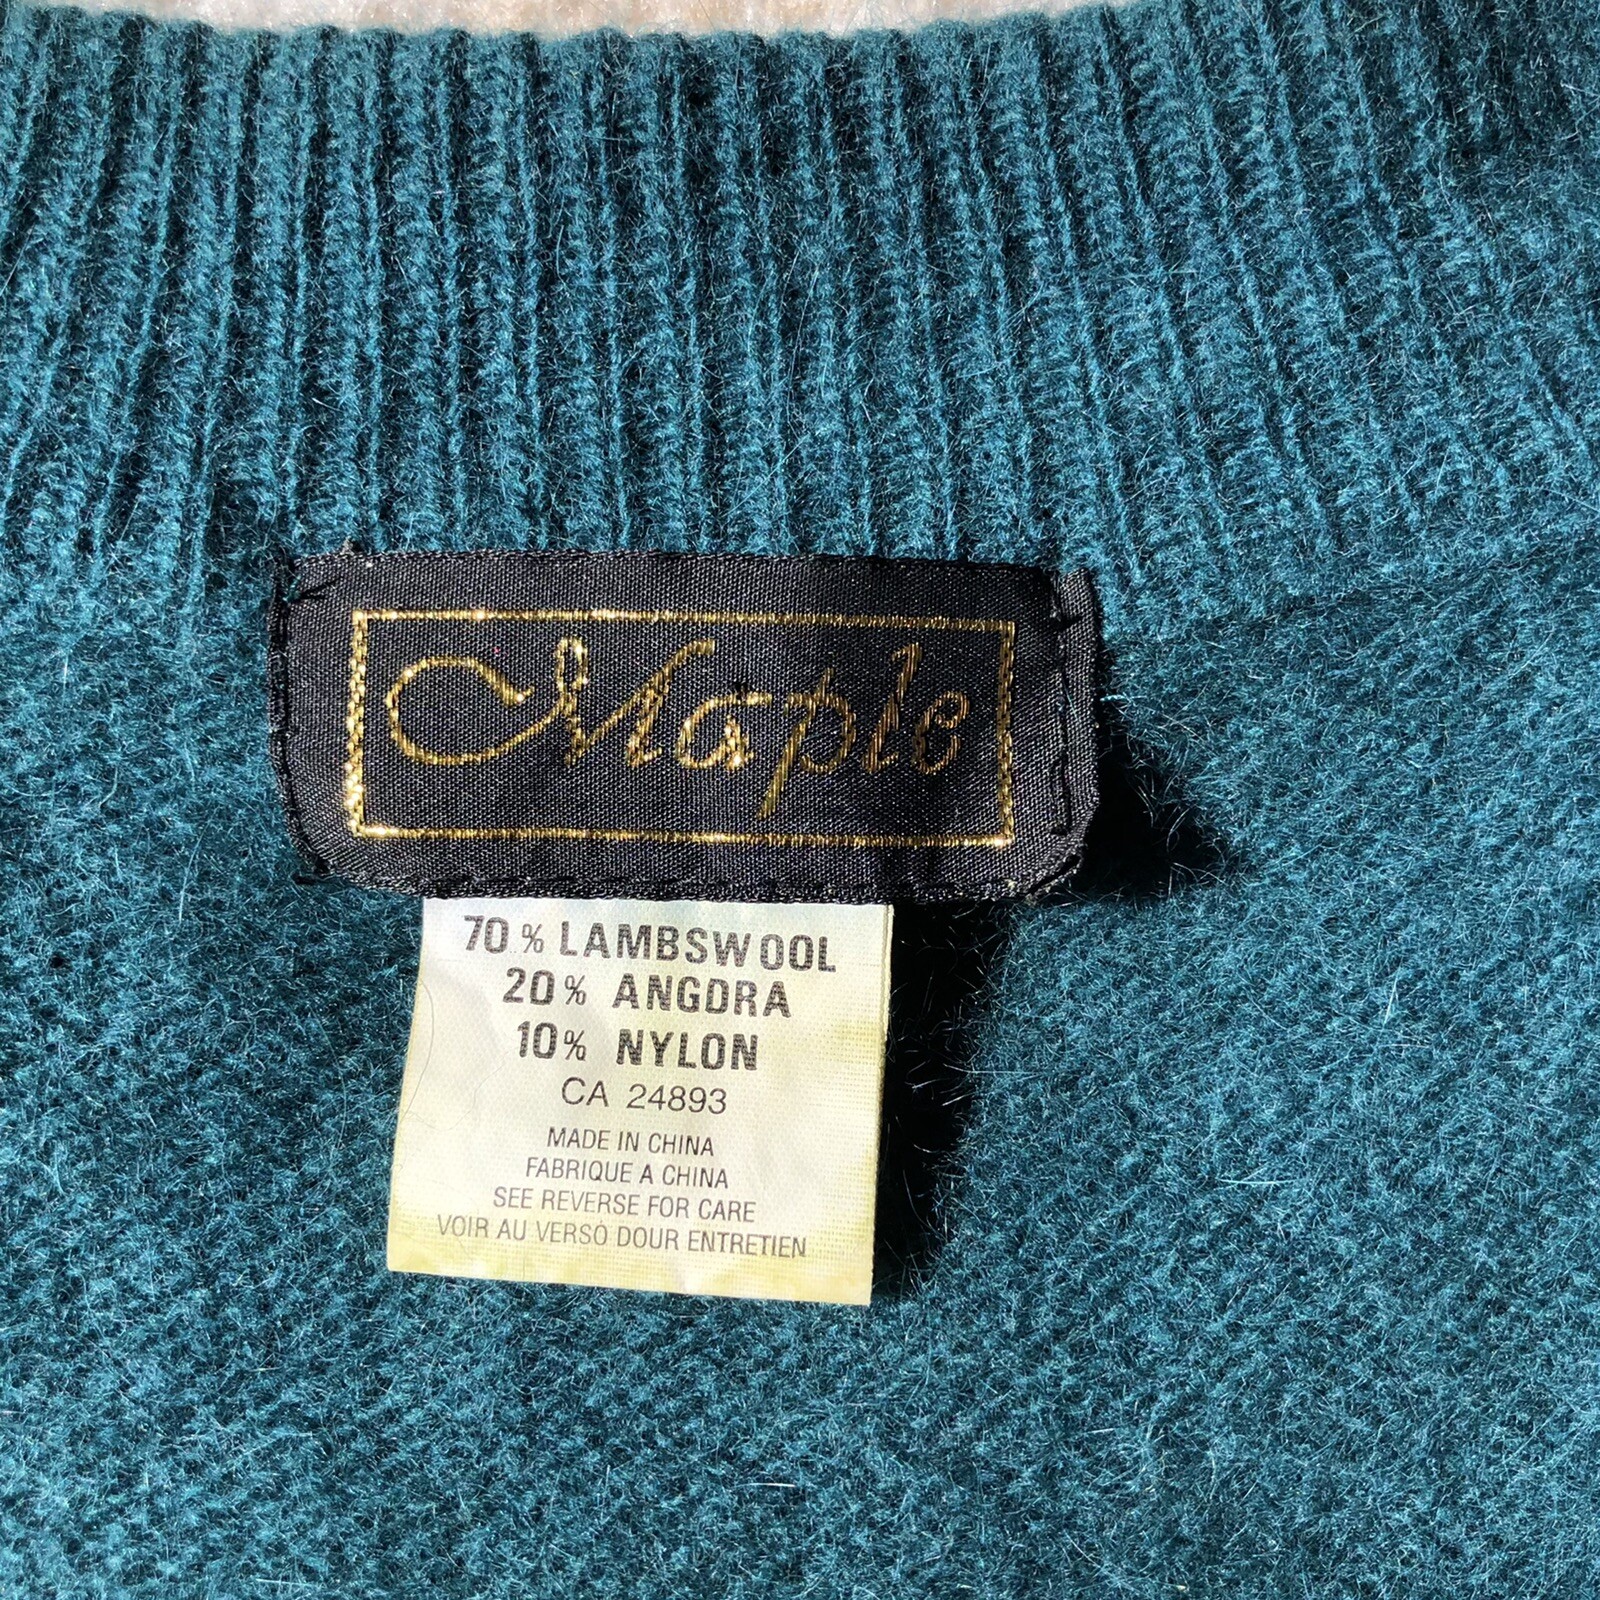 Maple
70% LAMBSWOOL
20% ANGDRA
10% NYLON
CA 24893
MADE IN CHINA
FABRIQUE A CHINA
SEE REVERSE FOR CARE
VOIR AU VERSÓ DOUR ENTRETIEN